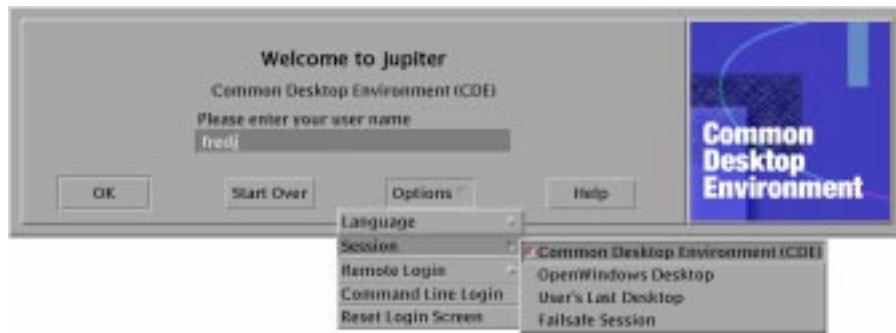 Welcome to jupiter
Common Desktop Environment (CDE)
Please enter your user name
fredj
OK
Start Over
Options
Help
Common
Desktop
Environment
Language
Session
Remote Login
Command Line Login
Reset Login Screen
Common Desktop Environment (CDE)
OpenWindows Desktop
User's Last Desktop
Failsafe Session